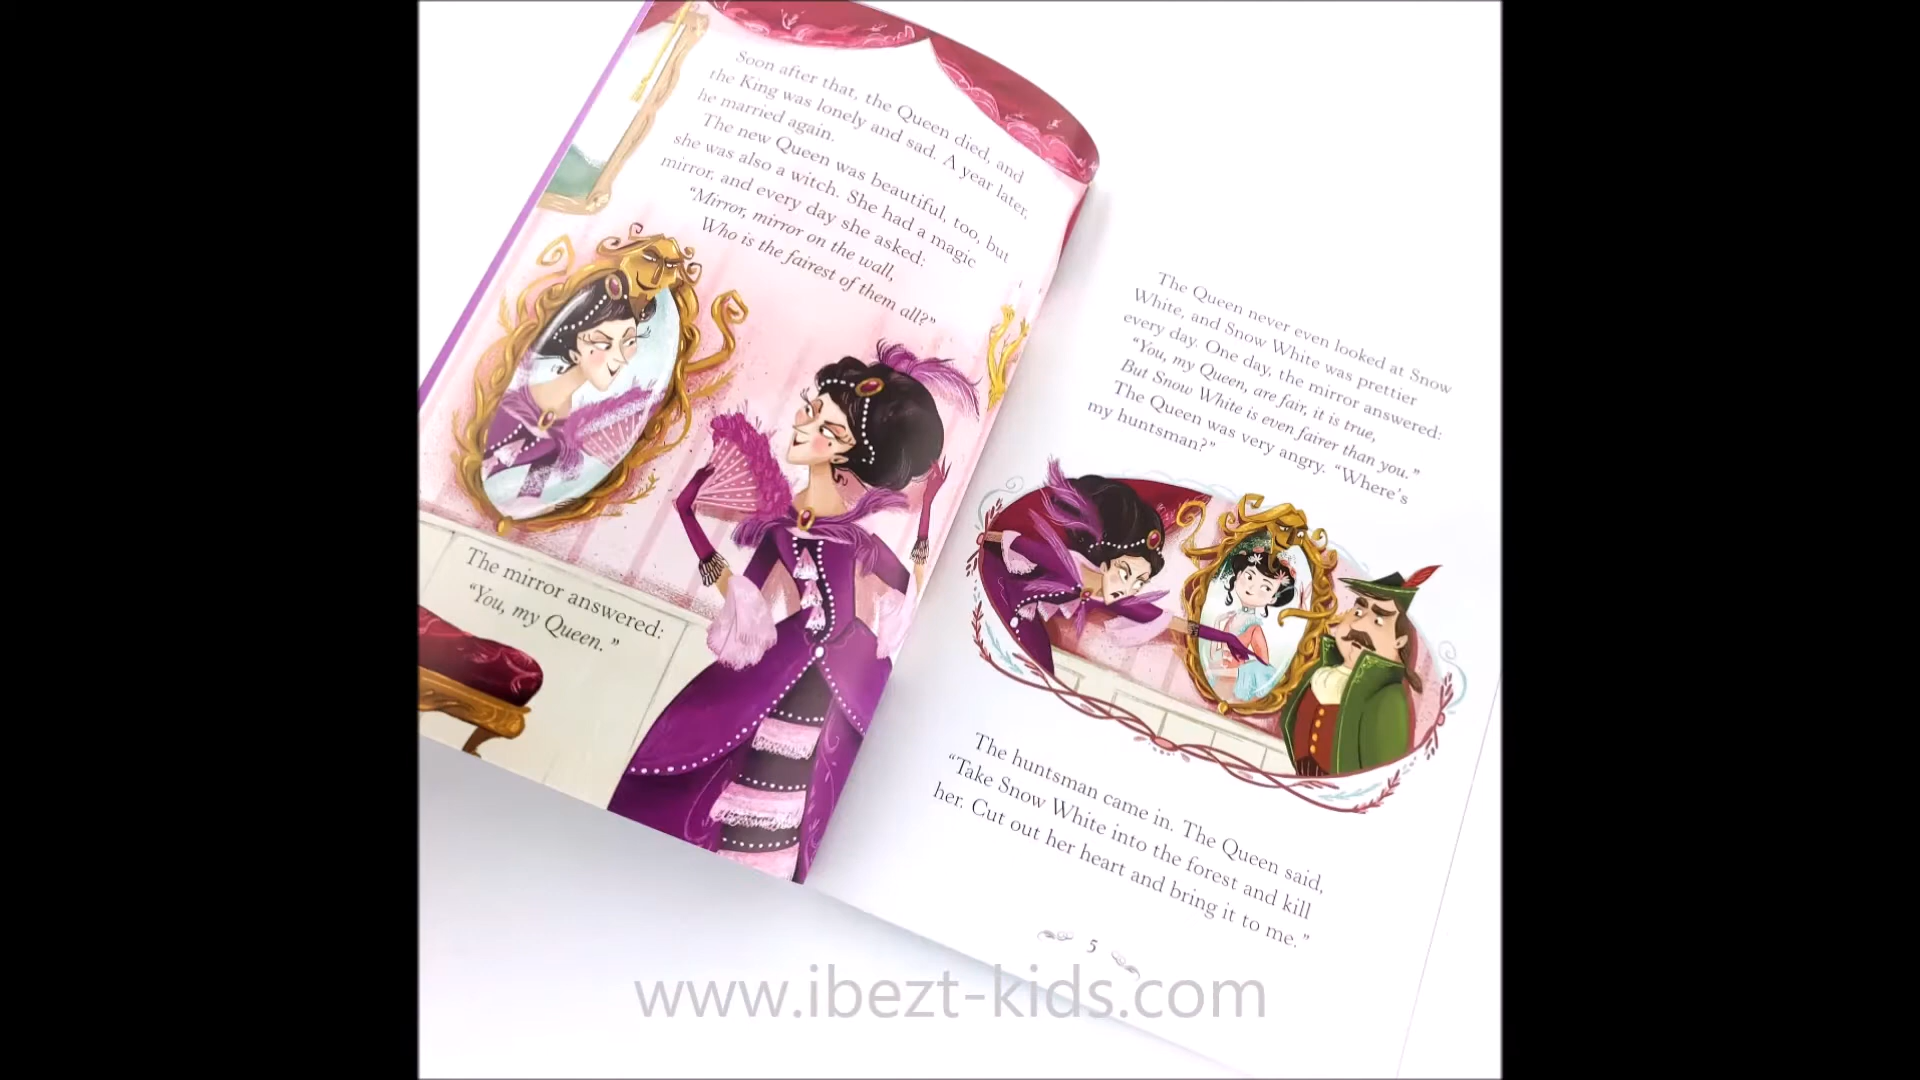 Soon after that, the Queen died, and
the King was lonely and sad. A year later,
he married again.
The new Queen was beautiful, too, but
she was also a witch. She had a magic
mirror, and every day she asked:
“Mirror, mirror on the wall,
Who is the fairest of them all?”
The mirror answered:
“You, my Queen.”
The Queen never even looked at Snow
White, and Snow White was prettier
every day. One day, the mirror answered:
“You, my Queen, are fair, it is true,
But Snow White is even fairer than you.”
The Queen was very angry. “Where’s
my huntsman?”
The huntsman came in. The Queen said,
“Take Snow White into the forest and kill
her. Cut out her heart and bring it to me.”
5
www.ibezt-kids.com